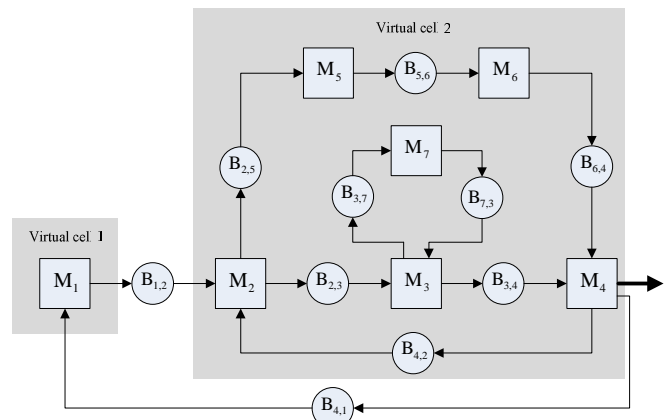 Virtual cell 2
M5
B5,6
M6
B2,5
M7
B6,4
B3,7
B7,3
Virtual cell 1
M1
B1,2
M2
B2,3
M3
B3,4
M4
B4,2
B4,1